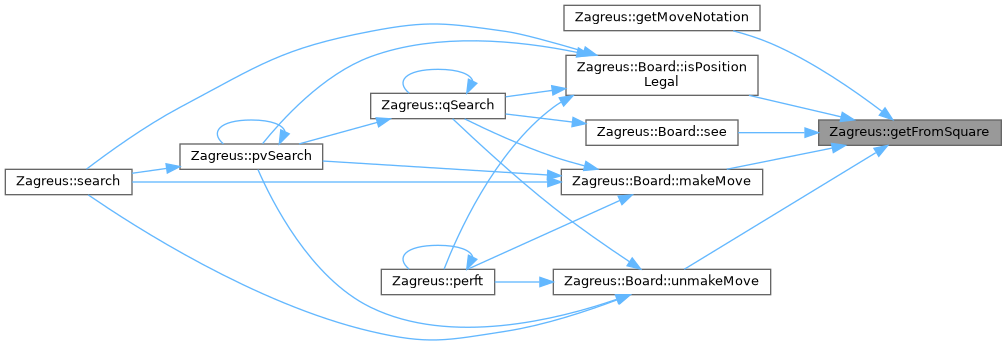 Zagreus::getMoveNotation
Zagreus::Board::isPosition
Legal
Zagreus::qSearch
Zagreus::Board::see
Zagreus::getFromSquare
Zagreus::pvSearch
Zagreus::search
Zagreus::Board::makeMove
Zagreus::perft
Zagreus::Board::unmakeMove